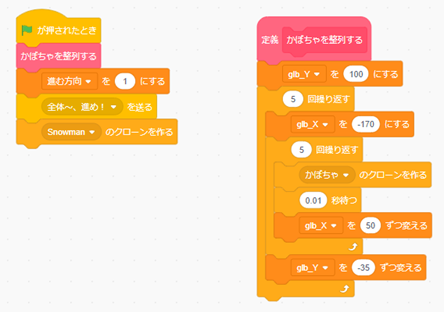 が押されたとき
かぼちゃを整列する
進む方向 を 1 にする
全体～、進め！ を送る
Snowman のクローンを作る
定義 かぼちゃを整列する
glb_Y を 100 にする
5 回繰り返す
glb_X を -170 にする
5 回繰り返す
かぼちゃ のクローンを作る
0.01 秒待つ
glb_X を 50 ずつ変える
glb_Y を -35 ずつ変える